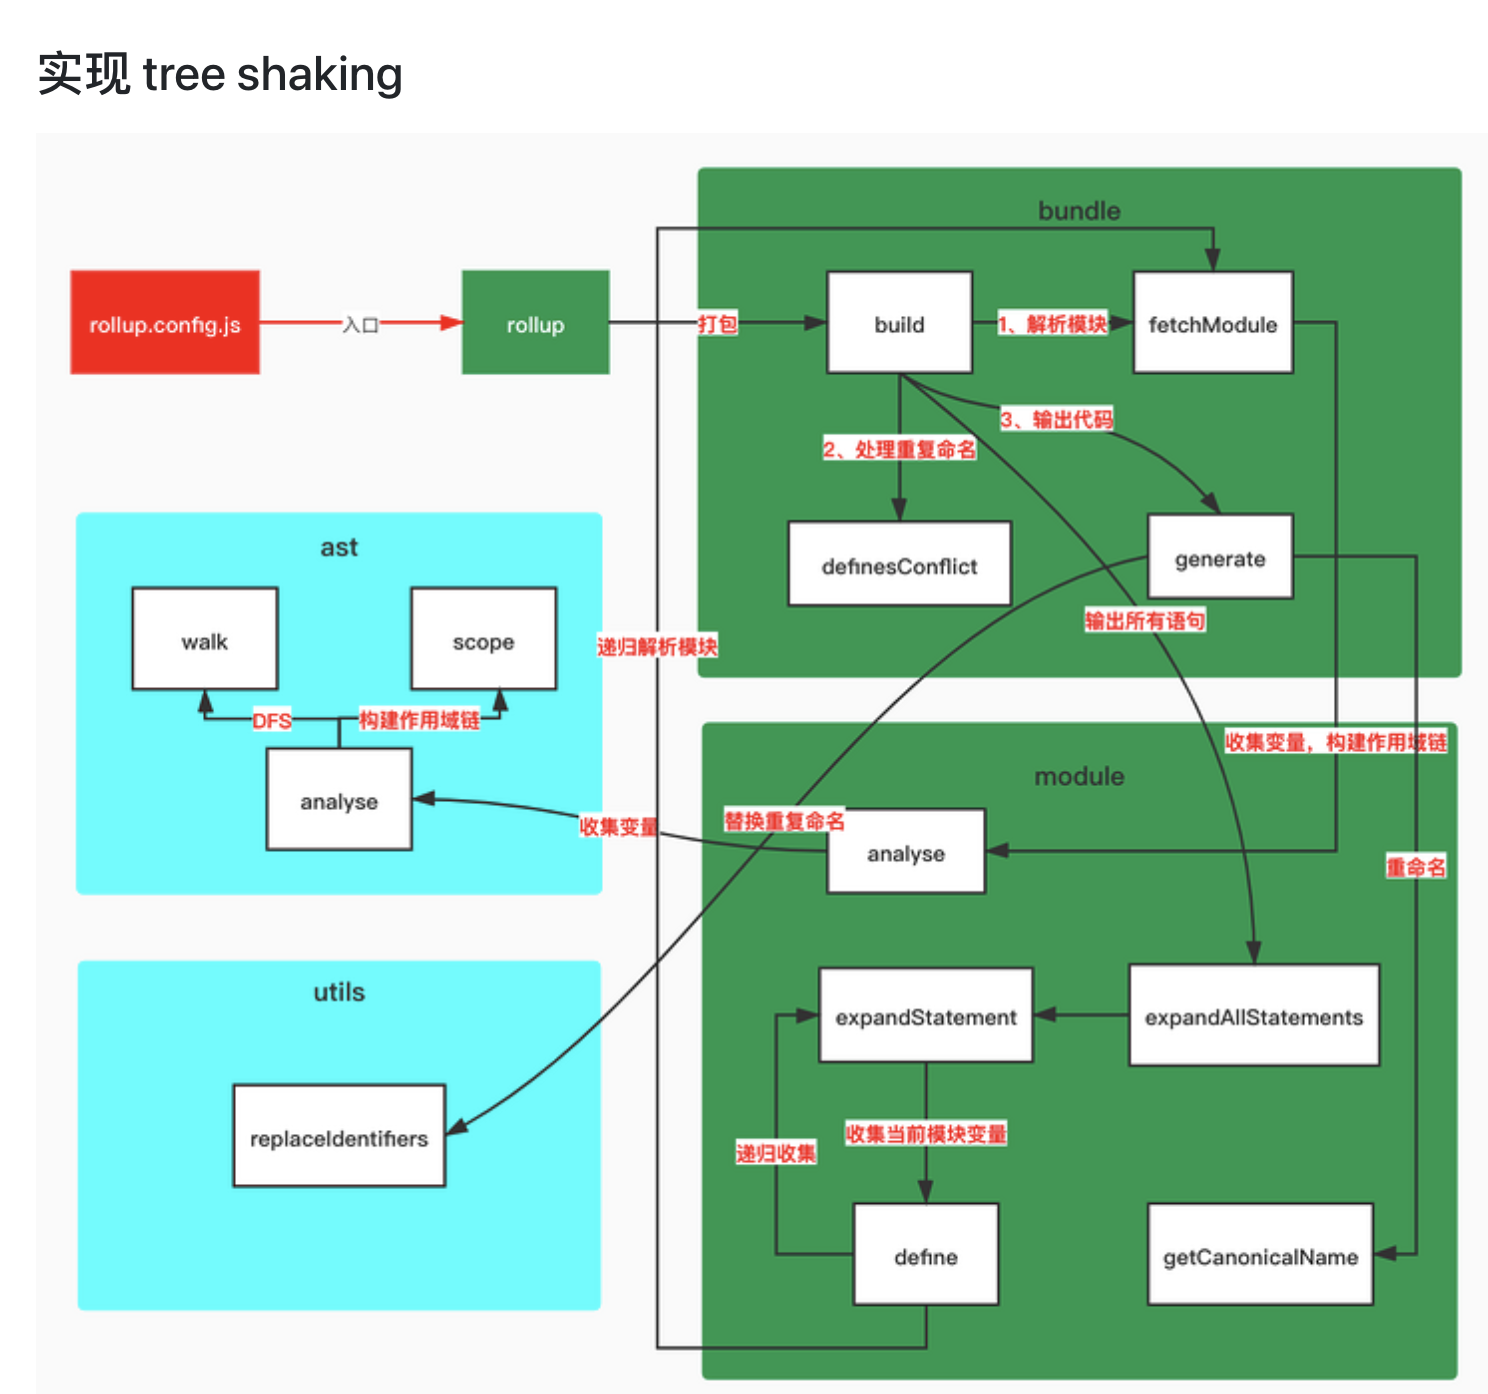 实现 tree shaking
bundle
rollup.config.js
入口
rollup
打包
build
1、解析模块
fetchModule
3、输出代码
2、处理重复命名
definesConflict
generate
输出所有语句
ast
walk
scope
递归解析模块
DFS
构建作用域链
analyse
收集变量
收集变量，构建作用域链
module
替换重复命名
analyse
重命名
utils
expandStatement
expandAllStatements
replaceIdentifiers
收集当前模块变量
递归收集
define
getCanonicalName